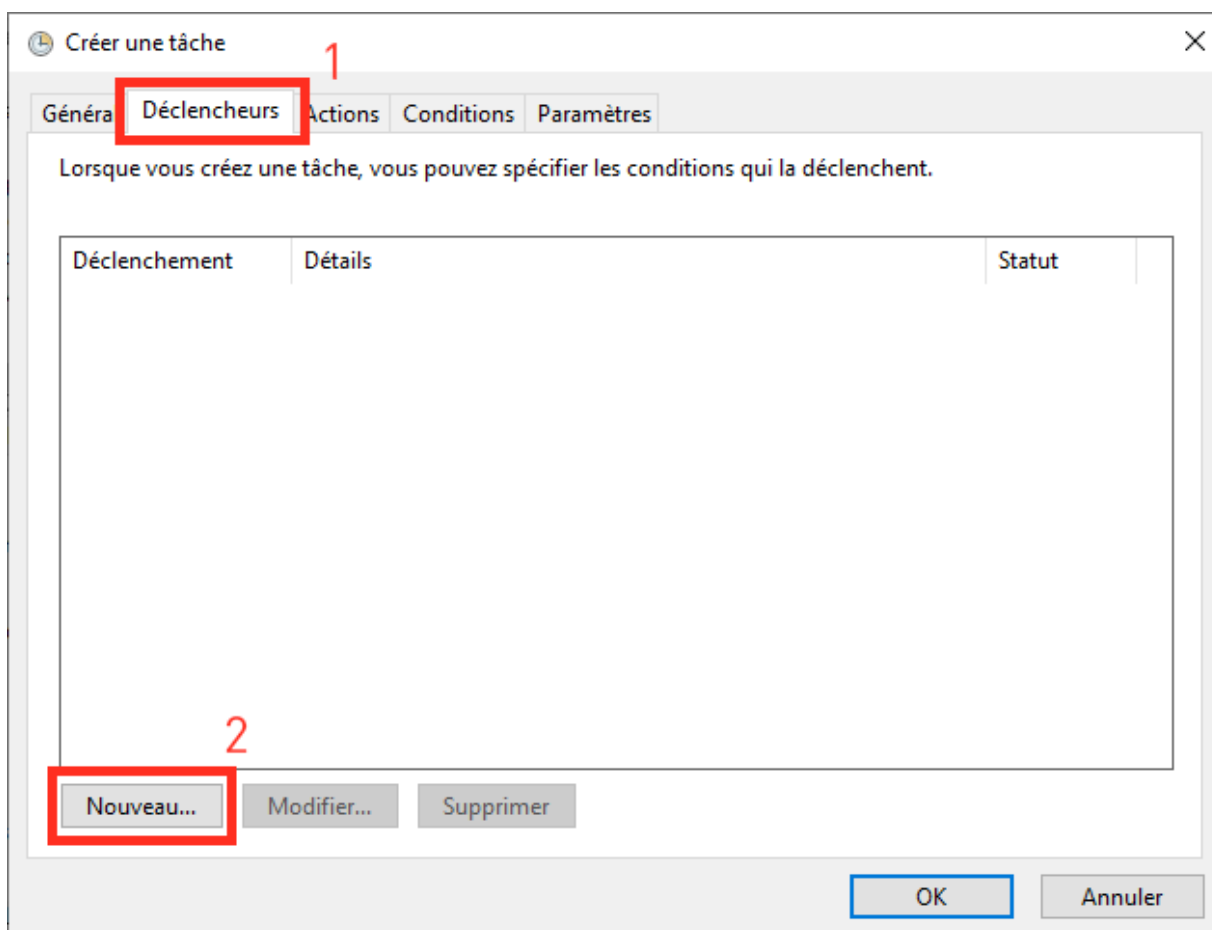 Créer une tâche
1
Généra Déclencheurs Actions Conditions Paramètres
Lorsque vous créez une tâche, vous pouvez spécifier les conditions qui la déclenchent.
Déclenchement Détails Statut
2
Nouveau... Modifier... Supprimer
OK Annuler